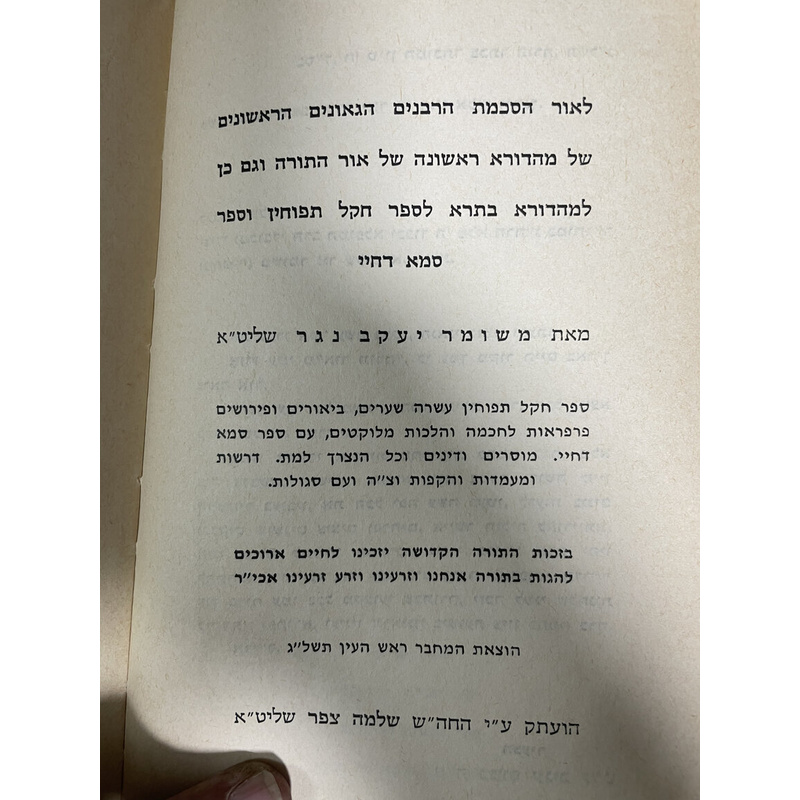 לאור הסכמת הרבנים הגאונים הראשונים
של מהדורא ראשונה של אור התורה וגם כן
למהדורא בתרא לספר חקל תפוחין וספר
סמא דחיי
מאת משומר יעקב נגר שליט״א
ספר חקל תפוחין עשרה שערים, ביאורים ופירושים
פרפראות לחכמה והלכות מלוקטים, עם ספר סמא
דחיי. מוסרים ודינים וכל הנצרך למת. דרשות
ומעמדות והקפות וצ״ה ועם סגולות.
בזכות התורה הקדושה יזכינו לחיים ארוכים
להגות בתורה אנחנו וזרעינו וזרע זרעינו אכי״ר
הוצאת המחבר ראש העין תשל״ג
הועתק ע״י החה״ש שלמה צפר שליט״א